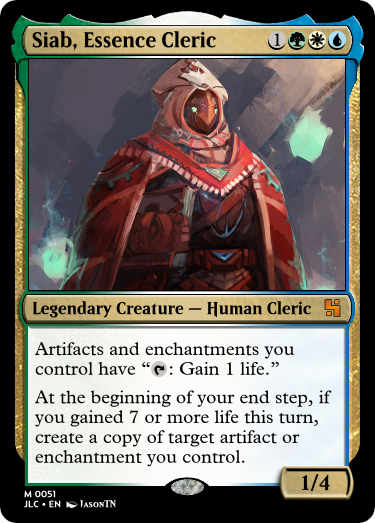 Siab, Essence Cleric 1
Legendary Creature — Human Cleric
Artifacts and enchantments you
control have “: Gain 1 life.”
At the beginning of your end step, if
you gained 7 or more life this turn,
create a copy of target artifact or
enchantment you control.
1/4
M 0051
JLC • EN JASONTN